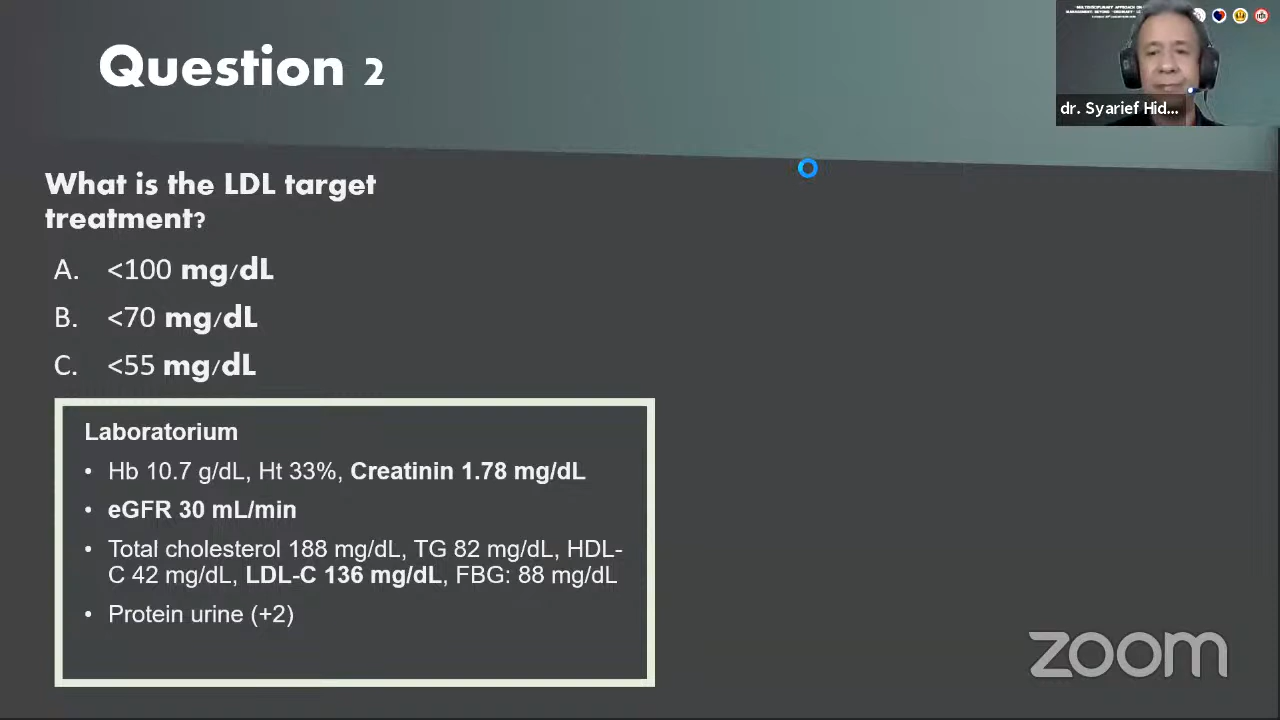 Question 2
What is the LDL target
treatment?
A. <100 mg/dL
B. <70 mg/dL
C. <55 mg/dL
Laboratorium
• Hb 10.7 g/dL, Ht 33%, Creatinin 1.78 mg/dL
• eGFR 30 mL/min
• Total cholesterol 188 mg/dL, TG 82 mg/dL, HDL-
C 42 mg/dL, LDL-C 136 mg/dL, FBG: 88 mg/dL
• Protein urine (+2)
dr. Syarief Hid...
zoom